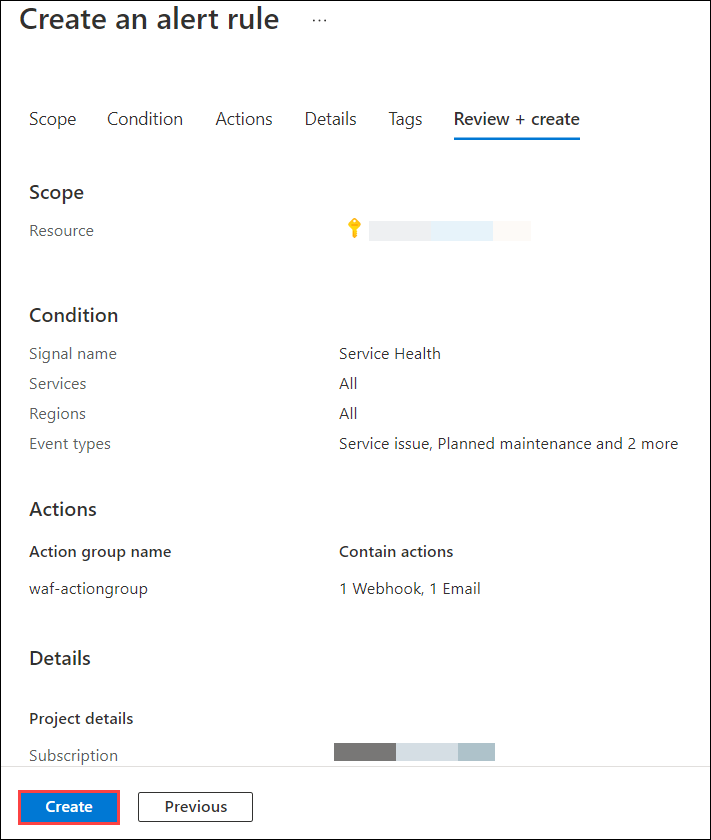 Create an alert rule ...
Scope Condition Actions Details Tags Review + create
Scope
Resource
Condition
Signal name Service Health
Services All
Regions All
Event types Service issue, Planned maintenance and 2 more
Actions
Action group name Contain actions
waf-actiongroup 1 Webhook, 1 Email
Details
Project details
Subscription
Create Previous